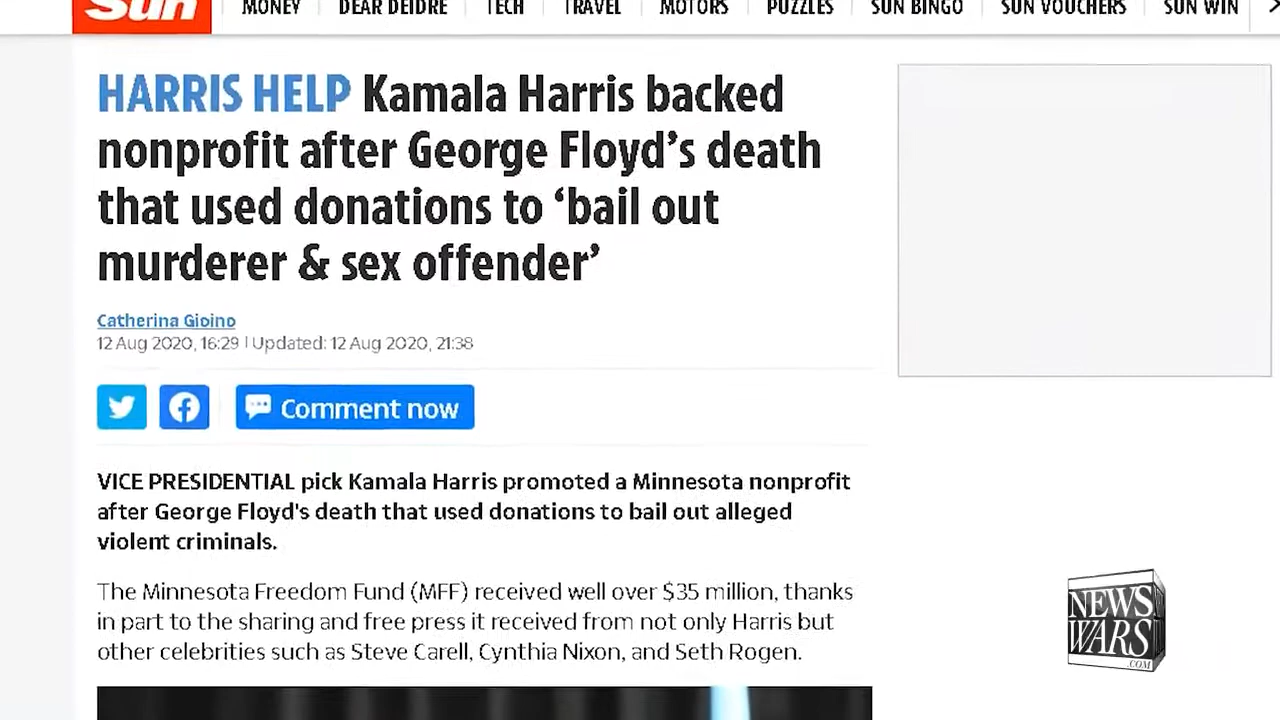 Sun
MONEY DEAR DEIDRE TECH TRAVEL MOTORS PUZZLES SUN BINGO SUN VOUCHERS SUN WIN
HARRIS HELP Kamala Harris backed
nonprofit after George Floyd’s death
that used donations to ‘bail out
murderer & sex offender’
Catherina Gioino
12 Aug 2020, 16:29 | Updated: 12 Aug 2020, 21:38
Comment now
VICE PRESIDENTIAL pick Kamala Harris promoted a Minnesota nonprofit
after George Floyd's death that used donations to bail out alleged
violent criminals.
The Minnesota Freedom Fund (MFF) received well over $35 million, thanks
in part to the sharing and free press it received from not only Harris but
other celebrities such as Steve Carell, Cynthia Nixon, and Seth Rogen.
NEWS
WARS
.COM